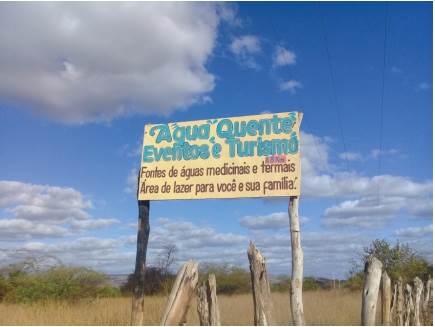 Água Quente
Eventos e Turismo
Fontes de águas medicinais e termais
Área de lazer para você e sua família.